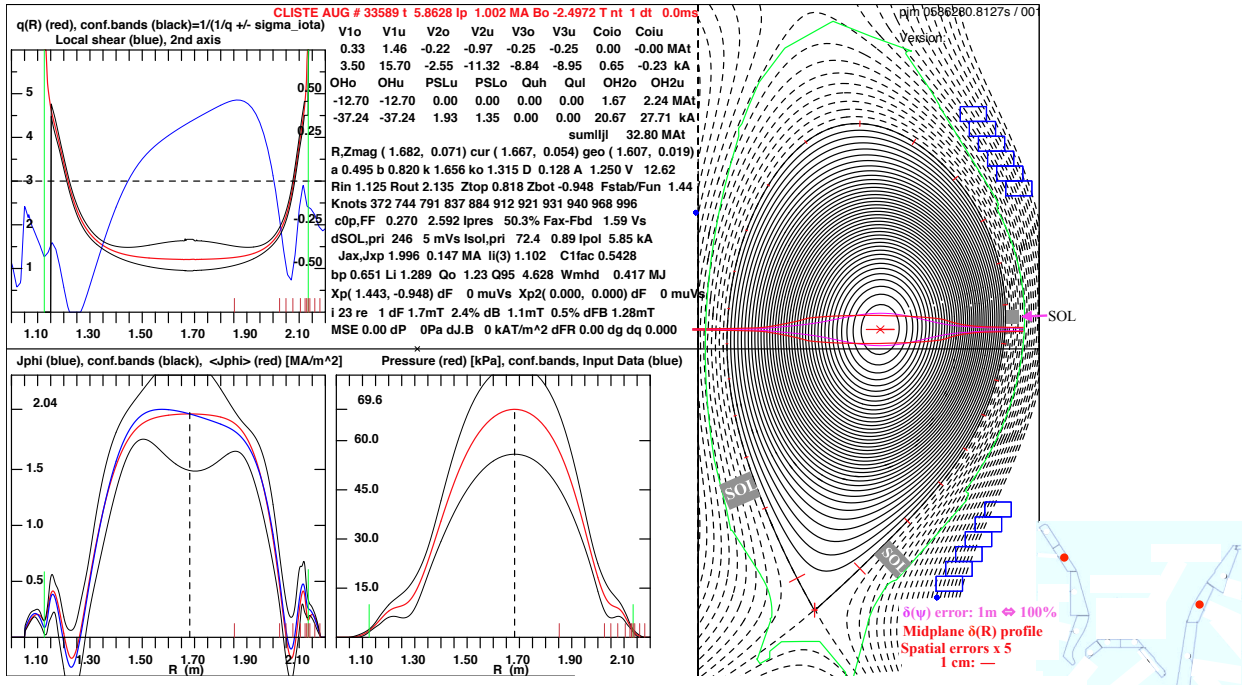 CLISTE AUG # 33589 t 5.8628 Ip 1.002 MA Bo -2.4972 T nt 1 dt 0.0ms
pjm 0586280.8127s / 001
Version:
q(R) (red), conf.bands (black)=1/(1/q +/- sigma_iota)
Local shear (blue), 2nd axis
5
4
3
2
1
0.50
0.25
-0.25
-0.50
1.10 1.30 1.50 1.70 1.90 2.10
V1o V1u V2o V2u V3o V3u Coio Coiu
0.33 1.46 -0.22 -0.97 -0.25 -0.25 0.00 -0.00 MAt
3.50 15.70 -2.55 -11.32 -8.84 -8.95 0.65 -0.23 kA
OHo OHu PSLu PSLo Quh Qul OH2o OH2u
-12.70 -12.70 0.00 0.00 0.00 0.00 1.67 2.24 MAt
-37.24 -37.24 1.93 1.35 0.00 0.00 20.67 27.71 kA
sumIljl 32.80 MAt
R,Zmag ( 1.682, 0.071) cur ( 1.667, 0.054) geo ( 1.607, 0.019)
a 0.495 b 0.820 k 1.656 ko 1.315 D 0.128 A 1.250 V 12.62
Rin 1.125 Rout 2.135 Ztop 0.818 Zbot -0.948 Fstab/Fun 1.44
Knots 372 744 791 837 884 912 921 931 940 968 996
c0p,FF 0.270 2.592 Ipres 50.3% Fax-Fbd 1.59 Vs
dSOL,pri 246 5 mVs Isol,pri 72.4 0.89 Ipol 5.85 kA
Jax,Jxp 1.996 0.147 MA li(3) 1.102 C1fac 0.5428
bp 0.651 Li 1.289 Qo 1.23 Q95 4.628 Wmhd 0.417 MJ
Xp( 1.443, -0.948) dF 0 muVs Xp2( 0.000, 0.000) dF 0 muVs
i 23 re 1 dF 1.7mT 2.4% dB 1.1mT 0.5% dFB 1.28mT
MSE 0.00 dP 0Pa dJ.B 0 kAT/m^2 dFR 0.00 dg dq 0.000
Jphi (blue), conf.bands (black), <Jphi> (red) [MA/m^2]
2.04
1.5
1.0
0.5
1.10 1.30 1.50 1.70 1.90 2.10
R (m)
Pressure (red) [kPa], conf.bands, Input Data (blue)
69.6
60.0
45.0
30.0
15.0
1.10 1.30 1.50 1.70 1.90 2.10
R (m)
SOL
SOL
SOL
δ(ψ) error: 1m ⇔ 100%
Midplane δ(R) profile
Spatial errors x 5
1 cm: —